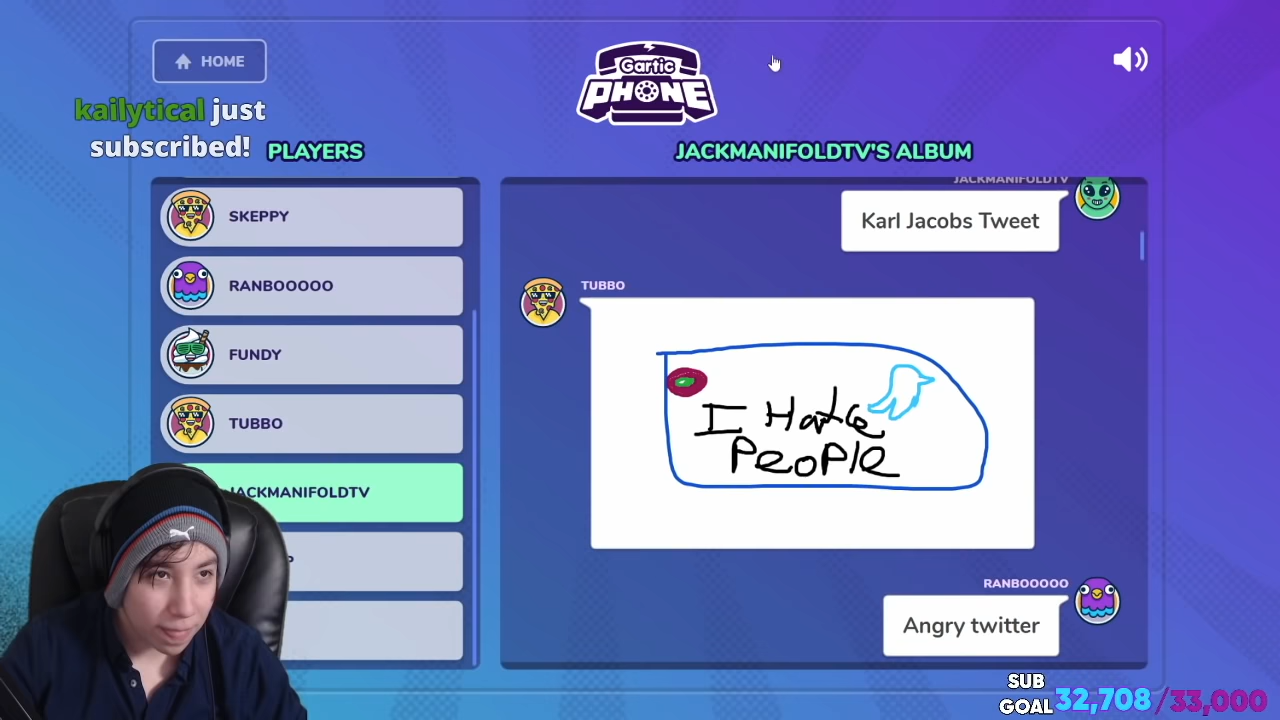 HOME
Gartic
PHONE
kailytical just
subscribed!
PLAYERS
JACKMANIFOLDTV'S ALBUM
SKEPPY
RANBOOOOO
FUNDY
TUBBO
JACKMANIFOLDTV
JACKMANIFOLDTV
Karl Jacobs Tweet
TUBBO
I Hate
PeoPle
RANBOOOOO
Angry twitter
SUB
GOAL 32,708/33,000